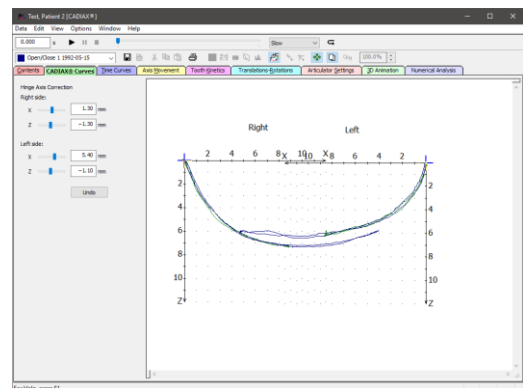 Test, Patient 2 [CADIAX®]
Data Edit View Options Window Help
0.000 s Slow
Open/Close 1 1992-05-15 100.0%
Contents CADIAX® Curves Time Curves Axis Movement Tooth Kinetics Translations-Rotations Articulator Settings 3D Animation Numerical Analysis
Hinge Axis Correction
Right side:
X 1.30 mm
Z -1.30 mm
Left side:
X 5.40 mm
Z -1.10 mm
Undo
Right Left
2 4 6 8 X 10 10 X 8 6 4 2
2 2
4 4
6 6
8 8
10 10
Z Z